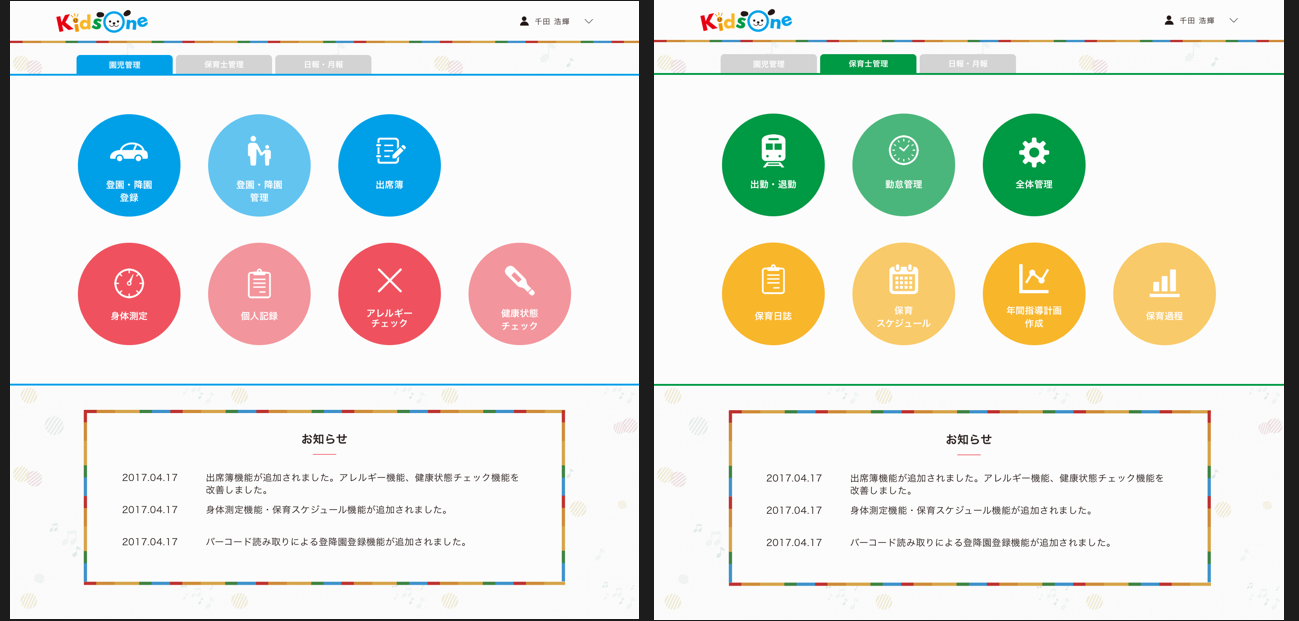 KidsOne
千田 浩輝
園児管理
保育士管理
日報・月報
登園・降園
登録
登園・降園
管理
出席簿
身体測定
個人記録
アレルギー
チェック
健康状態
チェック
お知らせ
2017.04.17 出席簿機能が追加されました。アレルギー機能、健康状態チェック機能を
改善しました。
2017.04.17 身体測定機能・保育スケジュール機能が追加されました。
2017.04.17 バーコード読み取りによる登降園登録機能が追加されました。
KidsOne
千田 浩輝
園児管理
保育士管理
日報・月報
出勤・退勤
勤怠管理
全体管理
保育日誌
保育
スケジュール
年間指導計画
作成
保育過程
お知らせ
2017.04.17 出席簿機能が追加されました。アレルギー機能、健康状態チェック機能を
改善しました。
2017.04.17 身体測定機能・保育スケジュール機能が追加されました。
2017.04.17 バーコード読み取りによる登降園登録機能が追加されました。